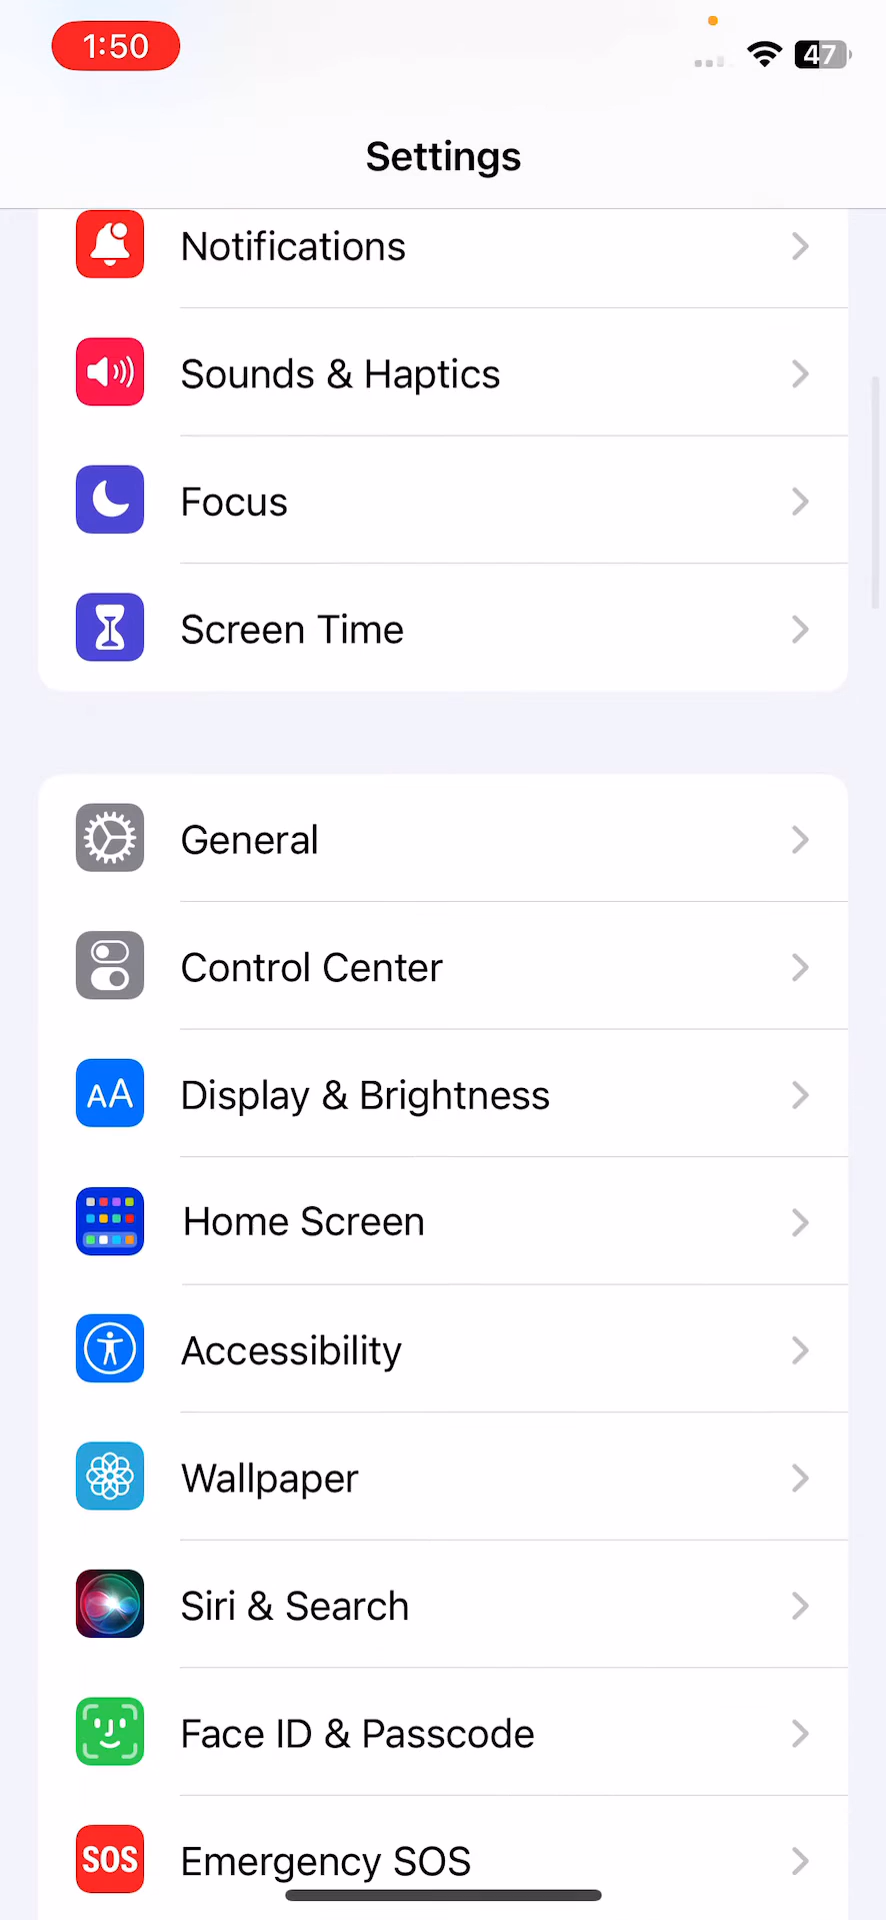 1:50
47
Settings
Notifications
Sounds & Haptics
Focus
Screen Time
General
Control Center
AA Display & Brightness
Home Screen
Accessibility
Wallpaper
Siri & Search
Face ID & Passcode
SOS Emergency SOS